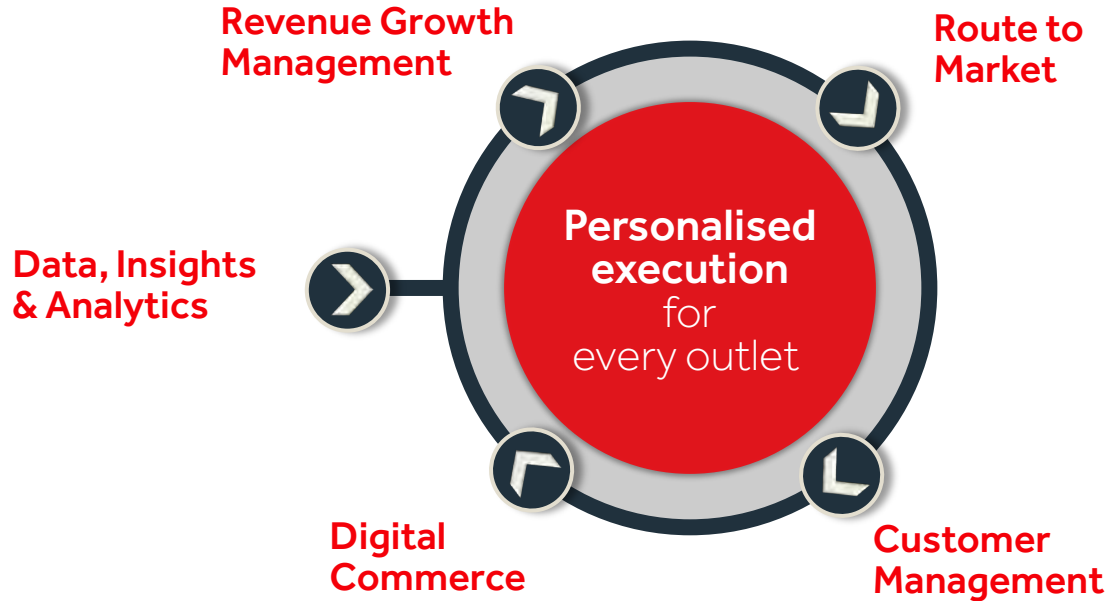 Revenue Growth
Management
Route to
Market
Data, Insights
& Analytics
Personalised
execution
for
every outlet
Digital
Commerce
Customer
Management